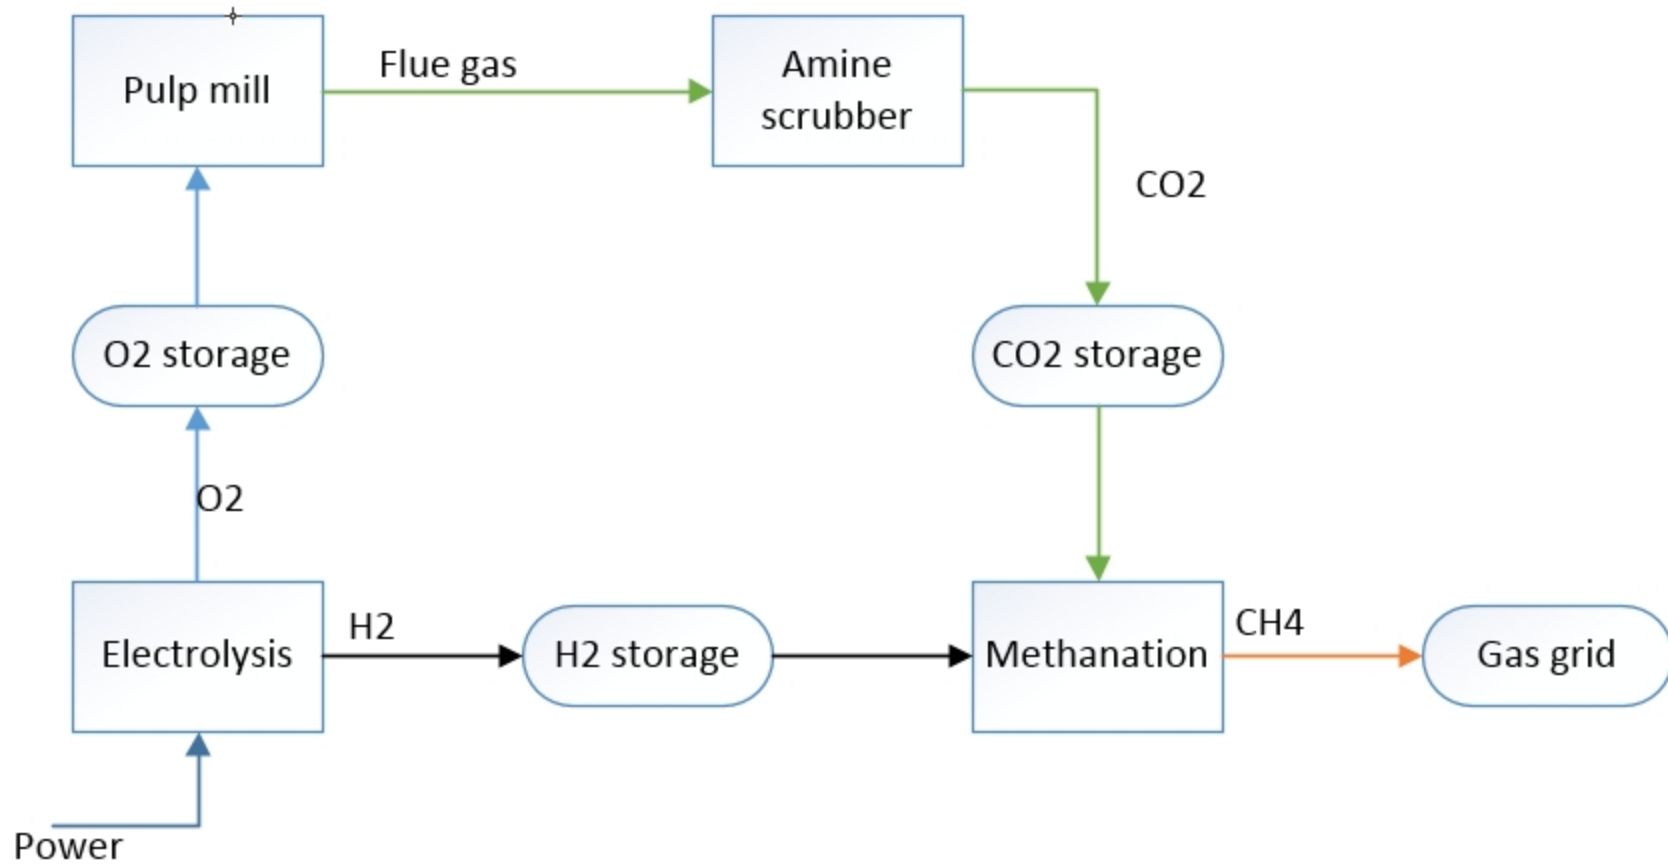 Pulp mill
Flue gas
Amine
scrubber
CO2
O2 storage
CO2 storage
O2
Electrolysis
H2
H2 storage
Methanation
CH4
Gas grid
Power